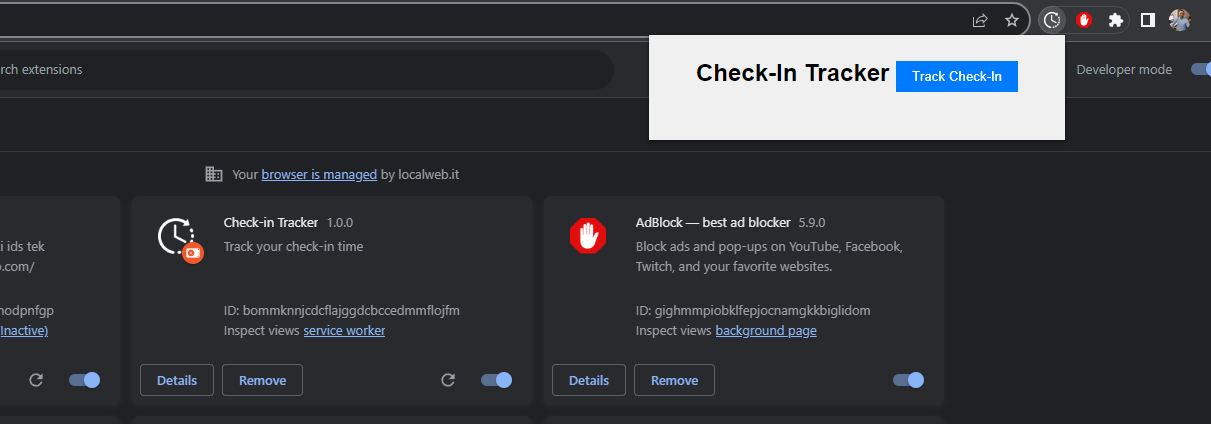 rch extensions
Check-In Tracker Track Check-In
Developer mode
Your browser is managed by localweb.it
i ids tek
o.com/
nodpnfgp
Inactive)
Check-in Tracker 1.0.0
Track your check-in time
ID: bommknnjcdcflajggdcbccedmmflojfm
Inspect views service worker
Details Remove
AdBlock — best ad blocker 5.9.0
Block ads and pop-ups on YouTube, Facebook,
Twitch, and your favorite websites.
ID: gighmmpiobklfepjocnamgkkbiglidom
Inspect views background page
Details Remove